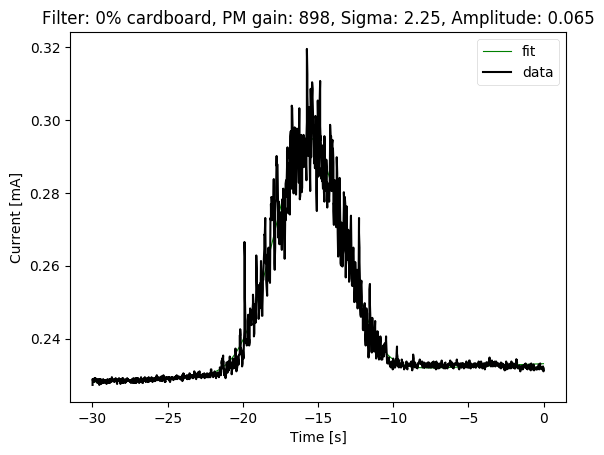 Filter: 0% cardboard, PM gain: 898, Sigma: 2.25, Amplitude: 0.065
fit
data
0.32
0.30
0.28
0.26
0.24
Current [mA]
−30
−25
−20
−15
−10
−5
0
Time [s]